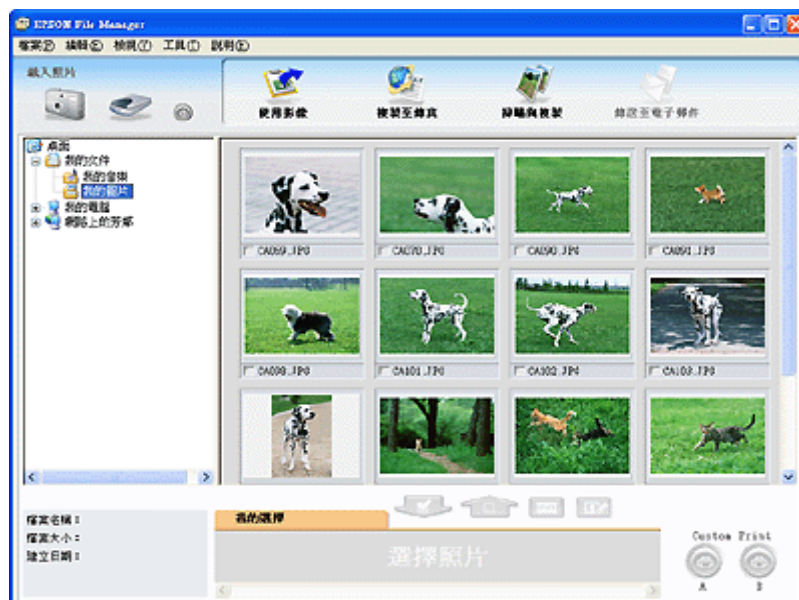 EPSON File Manager
檔案(F) 編輯(E) 檢視(V) 工具(T) 說明(H)
載入照片
使用影像
複製至傳真
掃瞄與複製
傳送至電子郵件
桌面
我的文件
我的音樂
我的圖片
我的電腦
網路上的芳鄰
CA069.JPG
CA070.JPG
CA090.JPG
CA091.JPG
CA098.JPG
CA101.JPG
CA102.JPG
CA103.JPG
檔案名稱：
檔案大小：
建立日期：
我的選擇
選擇照片
Custom Print
A
B